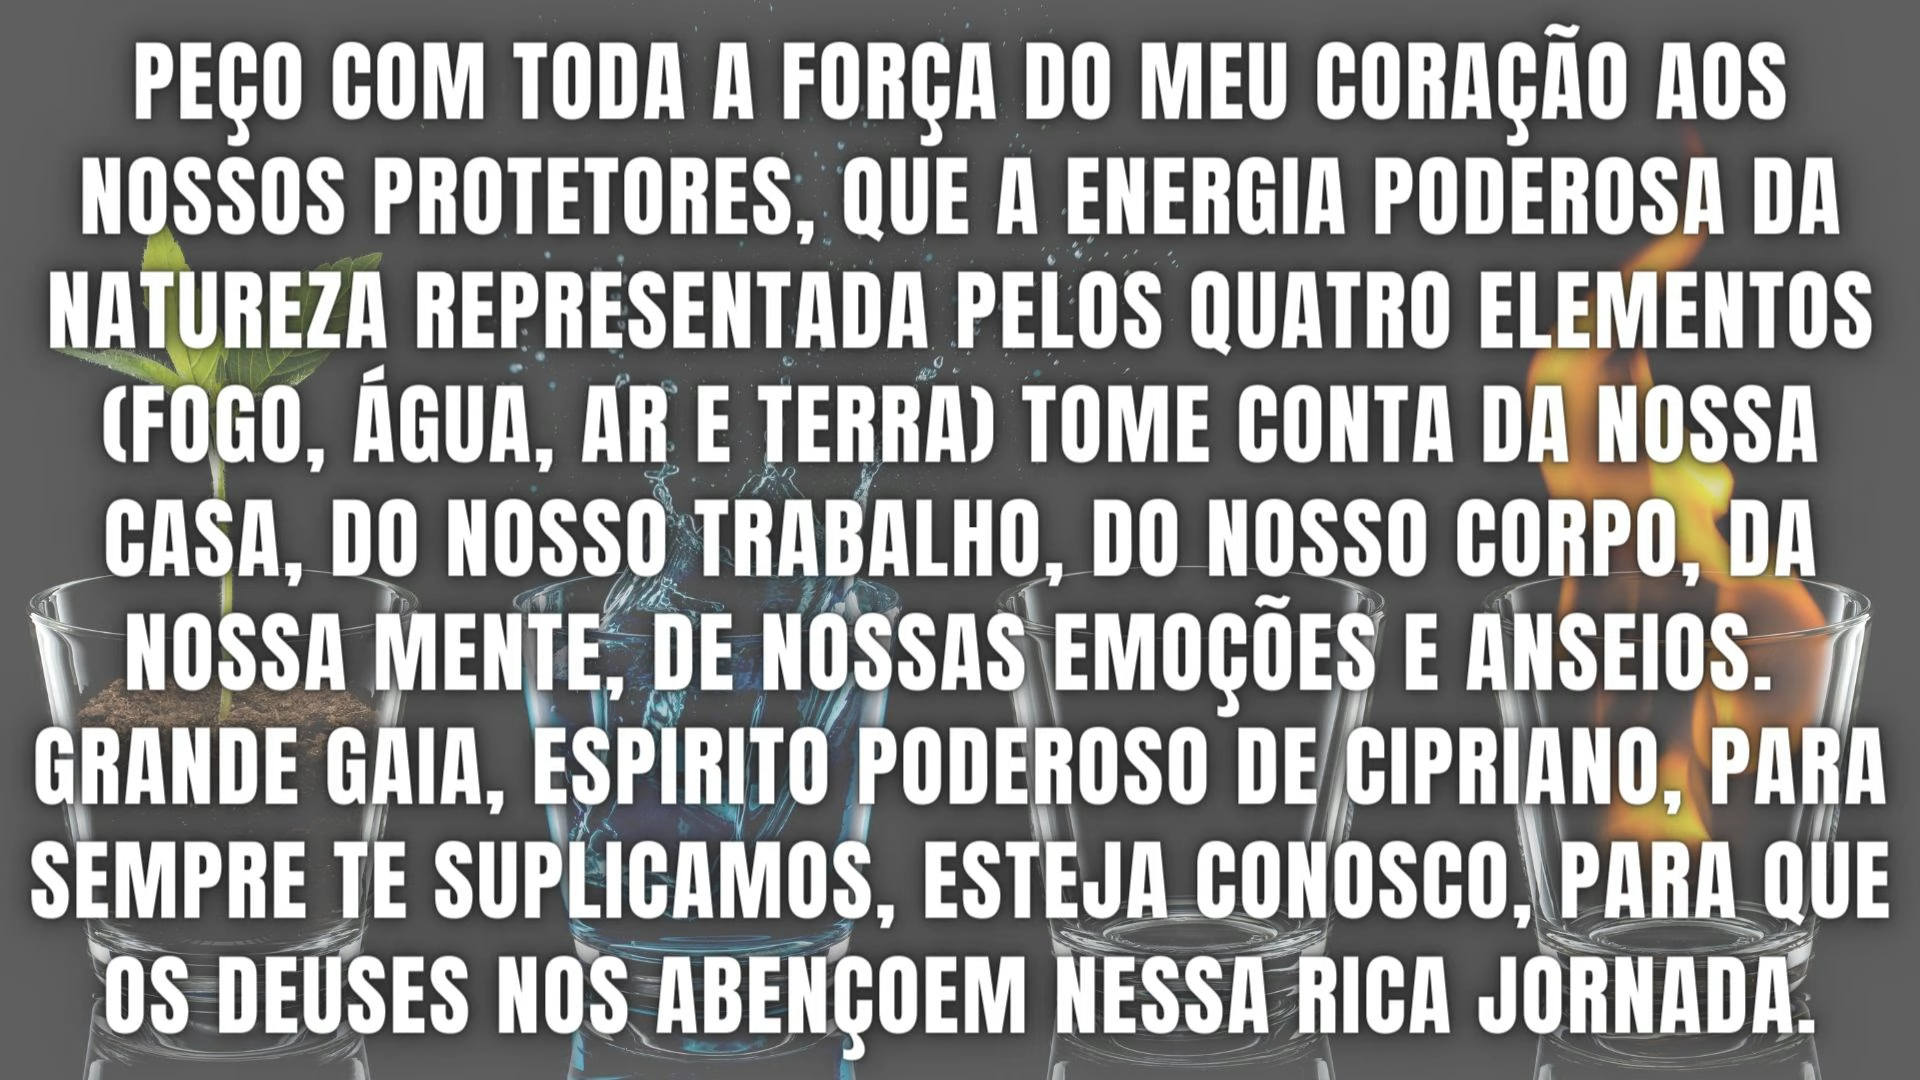 PEÇO COM TODA A FORÇA DO MEU CORAÇÃO AOS
NOSSOS PROTETORES, QUE A ENERGIA PODEROSA DA
NATUREZA REPRESENTADA PELOS QUATRO ELEMENTOS
(FOGO, ÁGUA, AR E TERRA) TOME CONTA DA NOSSA
CASA, DO NOSSO TRABALHO, DO NOSSO CORPO, DA
NOSSA MENTE, DE NOSSAS EMOÇÕES E ANSEIOS.
GRANDE GAIA, ESPIRITO PODEROSO DE CIPRIANO, PARA
SEMPRE TE SUPLICAMOS, ESTEJA CONOSCO, PARA QUE
OS DEUSES NOS ABENÇOEM NESSA RICA JORNADA.